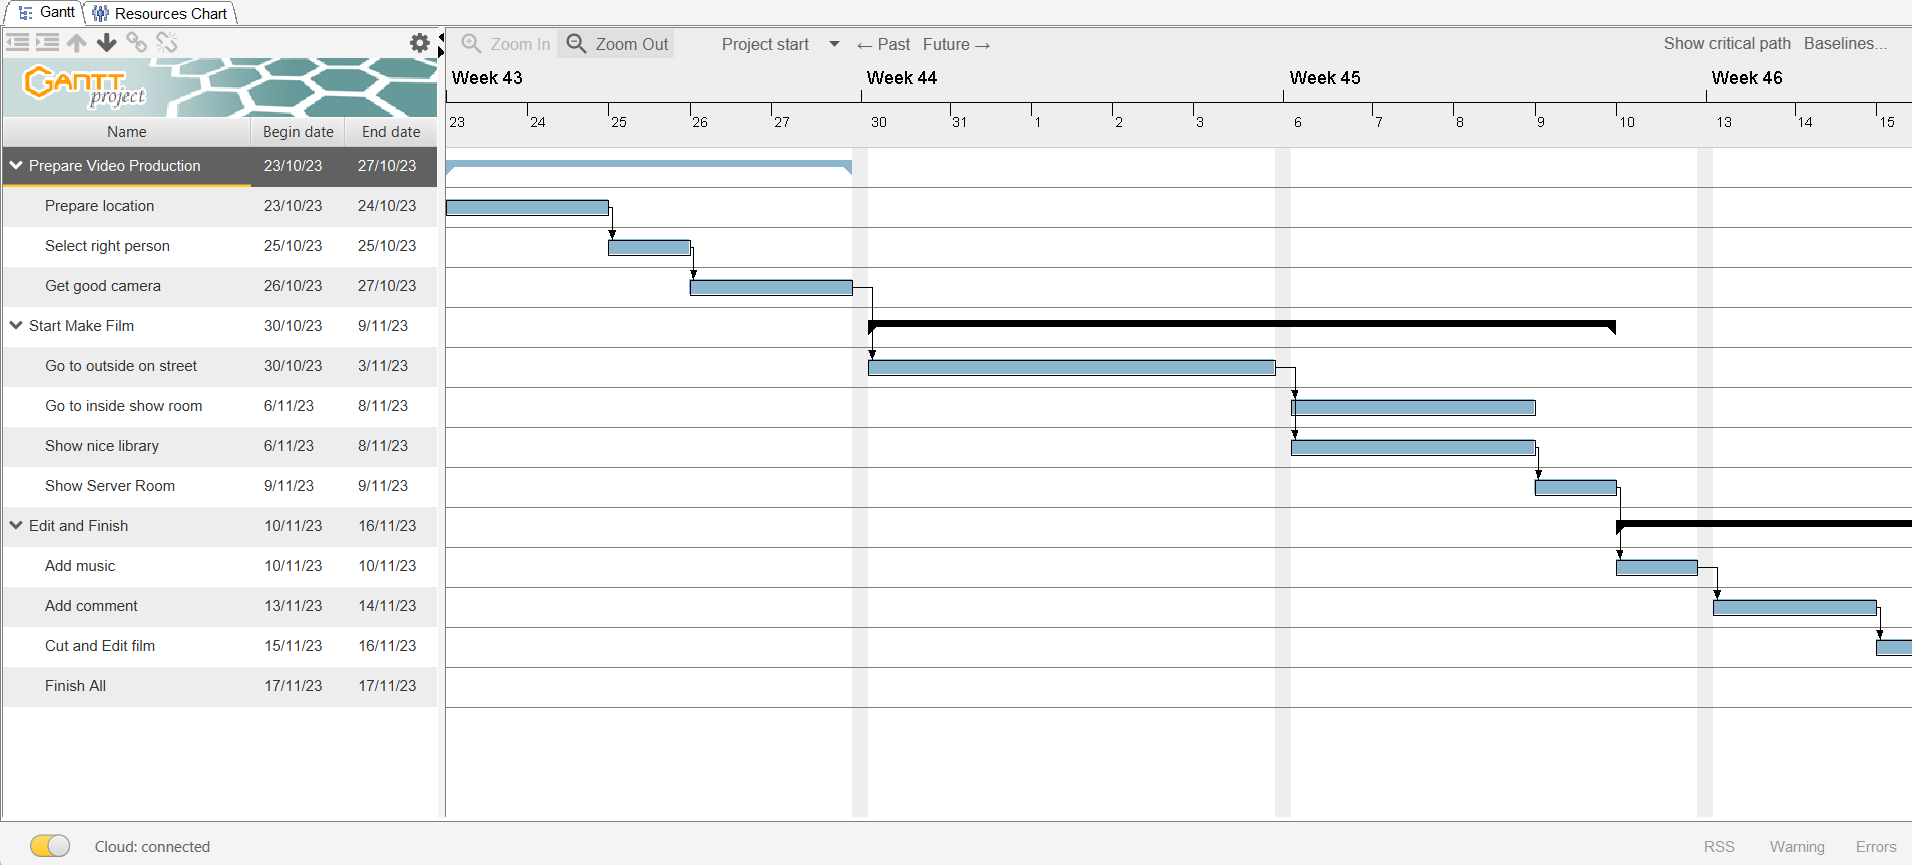 Gantt Resources Chart
Zoom In Zoom Out Project start ← Past Future → Show critical path Baselines...
GANTT project
Week 43 Week 44 Week 45 Week 46
23 24 25 26 27 30 31 1 2 3 6 7 8 9 10 13 14 15
Name Begin date End date
Prepare Video Production 23/10/23 27/10/23
Prepare location 23/10/23 24/10/23
Select right person 25/10/23 25/10/23
Get good camera 26/10/23 27/10/23
Start Make Film 30/10/23 9/11/23
Go to outside on street 30/10/23 3/11/23
Go to inside show room 6/11/23 8/11/23
Show nice library 6/11/23 8/11/23
Show Server Room 9/11/23 9/11/23
Edit and Finish 10/11/23 16/11/23
Add music 10/11/23 10/11/23
Add comment 13/11/23 14/11/23
Cut and Edit film 15/11/23 16/11/23
Finish All 17/11/23 17/11/23
Cloud: connected RSS Warning Errors